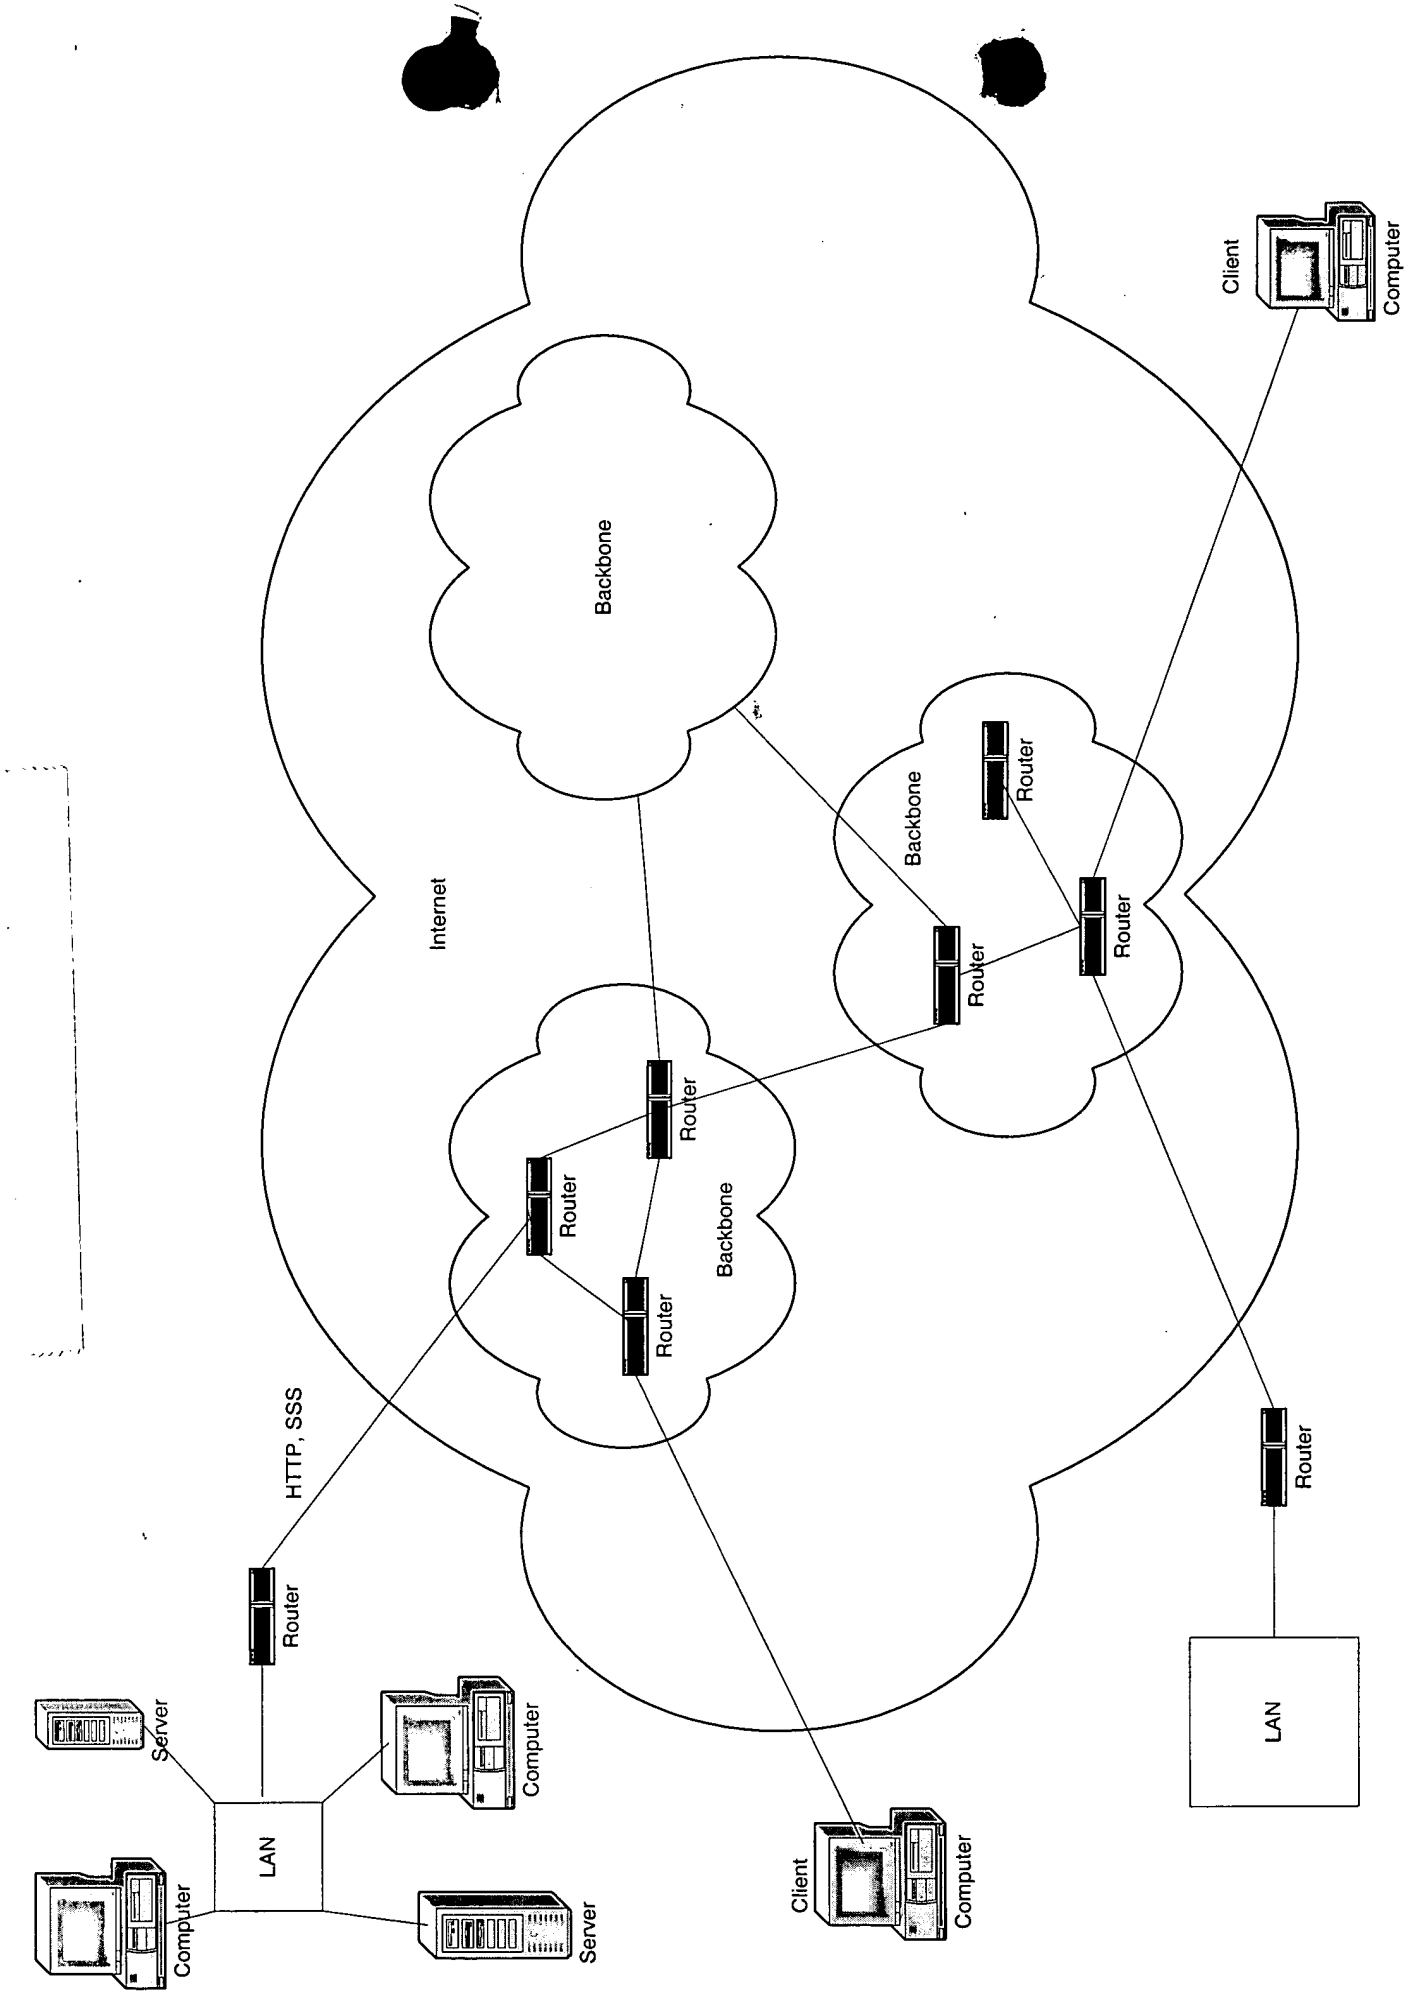 Computer
Server
LAN
Server
Computer
Router
HTTP, SSS
Client
Computer
Internet
Router
Router
Router
Backbone
Backbone
Backbone
Router
Router
Router
LAN
Router
Client
Computer